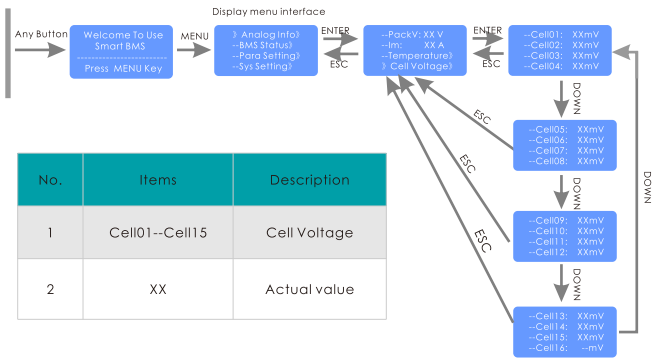 Display menu interface
Any Button
Welcome To Use
Smart BMS
Press MENU Key
MENU
》Analog Info》
--BMS Status》
--Para Setting》
--Sys Setting》
ENTER
ESC
--PackV: XX V
--Im: XX A
--Temperature》
》Cell Voltage》
ENTER
ESC
--Cell01: XXmV
--Cell02: XXmV
--Cell03: XXmV
--Cell04: XXmV
DOWN
ESC
--Cell05: XXmV
--Cell06: XXmV
--Cell07: XXmV
--Cell08: XXmV
DOWN
ESC
--Cell09: XXmV
--Cell10: XXmV
--Cell11: XXmV
--Cell12: XXmV
DOWN
ESC
--Cell13: XXmV
--Cell14: XXmV
--Cell15: XXmV
--Cell16: --mV
DOWN
No. Items Description
1 Cell01--Cell15 Cell Voltage
2 XX Actual value